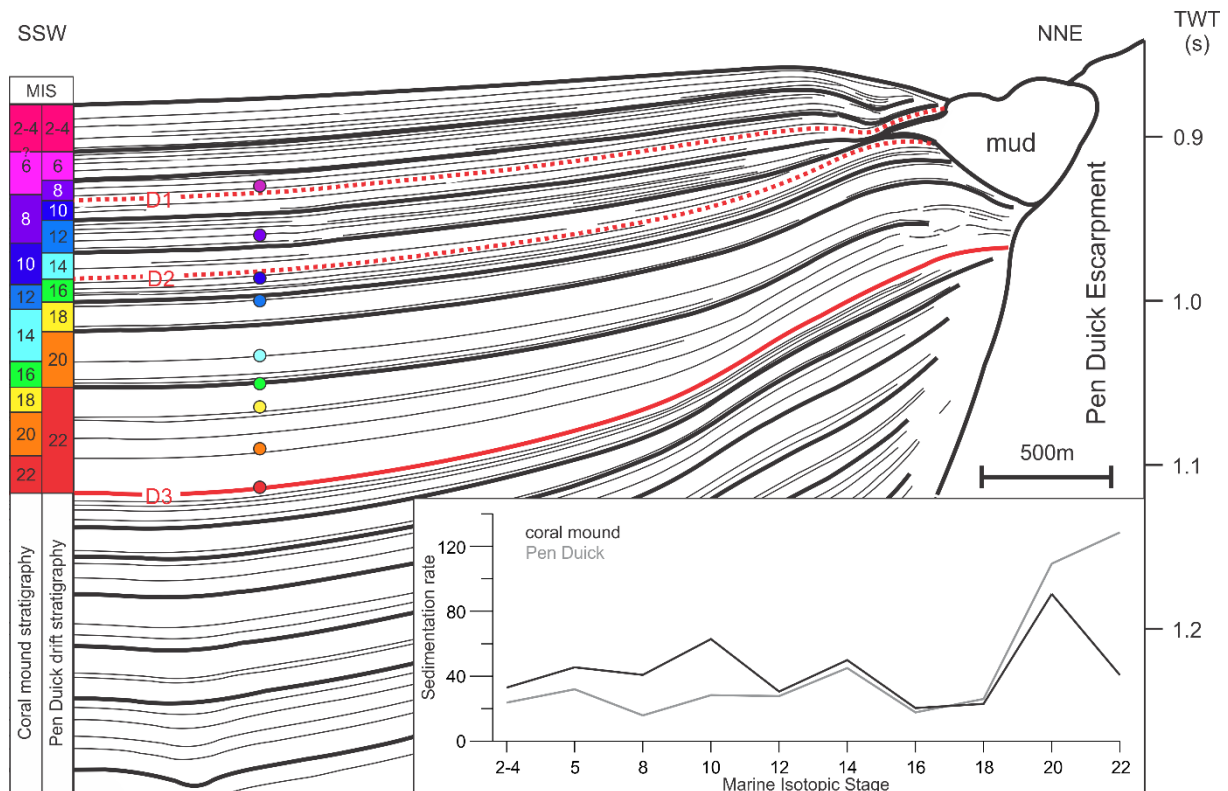 SSW
NNE
TWT
(s)
MIS
2-4 2-4
?
6 6
8
8 10
12
10 14
12 16
14 18
20
16
18
20 22
22
D1
D2
D3
mud
Pen Duick Escarpment
500m
0.9
1.0
1.1
1.2
Coral mound stratigraphy
Pen Duick drift stratigraphy
coral mound
Pen Duick
Sedimentation rate
120
80
40
0
2-4 5 8 10 12 14 16 18 20 22
Marine Isotopic Stage